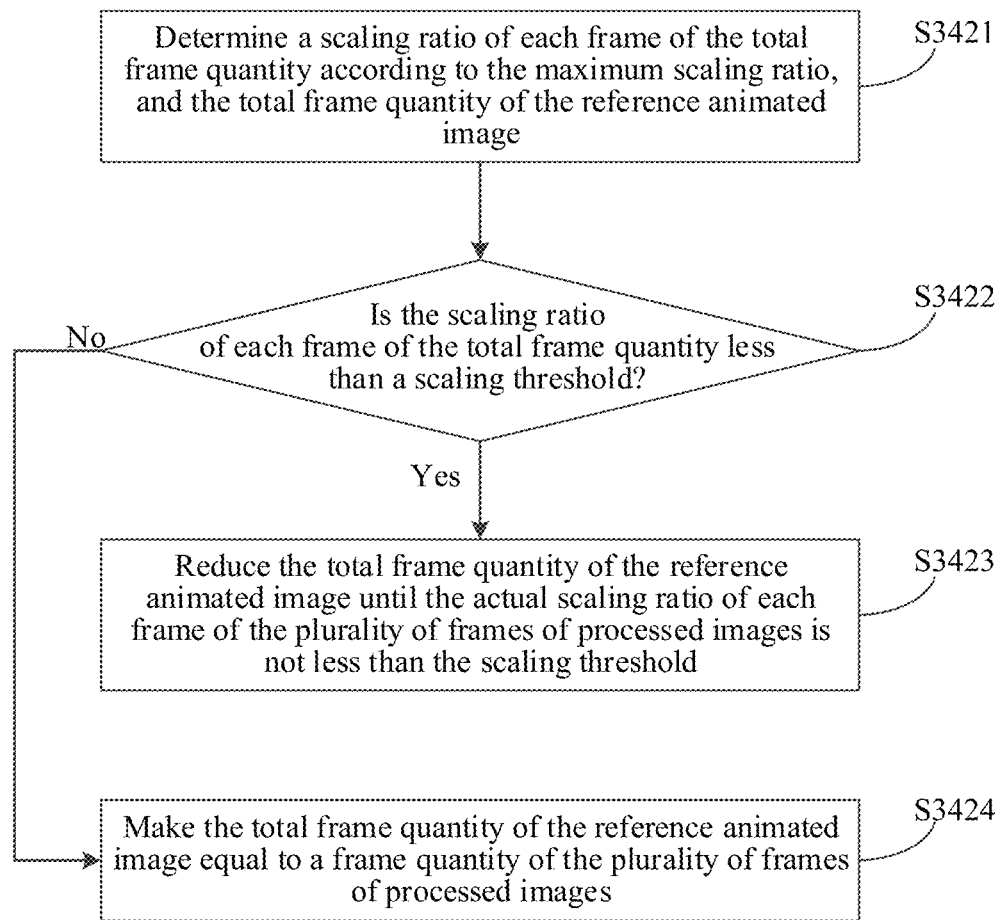 Determine a scaling ratio of each frame of the total
frame quantity according to the maximum scaling ratio,
and the total frame quantity of the reference animated
image
S3421
Is the scaling ratio
of each frame of the total frame quantity less
than a scaling threshold?
S3422
No
Yes
Reduce the total frame quantity of the reference
animated image until the actual scaling ratio of each
frame of the plurality of frames of processed images is
not less than the scaling threshold
S3423
Make the total frame quantity of the reference animated
image equal to a frame quantity of the plurality of frames
of processed images
S3424